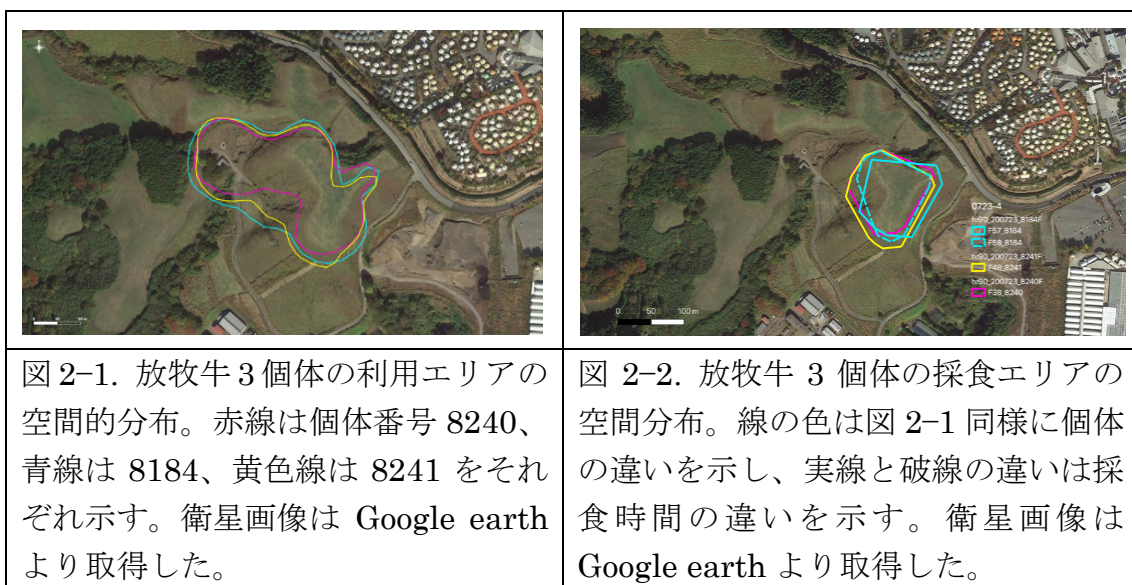 0723-4
hr90_200723_8184F
F57_8184
F58_8184
hr90_200723_8241F
F48_8241
hr90_200723_8240F
F38_8240
0 50 100 m
図 2−1. 放牧牛 3 個体の利用エリアの
空間的分布。赤線は個体番号 8240、
青線は 8184、黄色線は 8241 をそれ
ぞれ示す。衛星画像は Google earth
より取得した。
図 2−2. 放牧牛 3 個体の採食エリアの
空間分布。線の色は図 2−1 同様に個体
の違いを示し、実線と破線の違いは採
食時間の違いを示す。衛星画像は
Google earth より取得した。